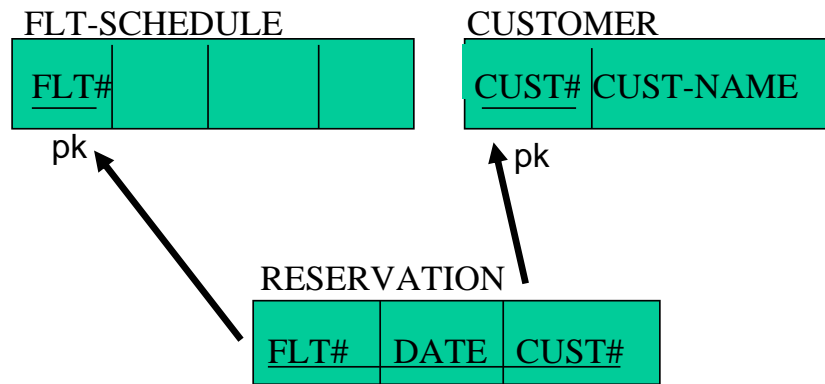 FLT-SCHEDULE
CUSTOMER
FLT#
CUST# CUST-NAME
pk
pk
RESERVATION
FLT# DATE CUST#